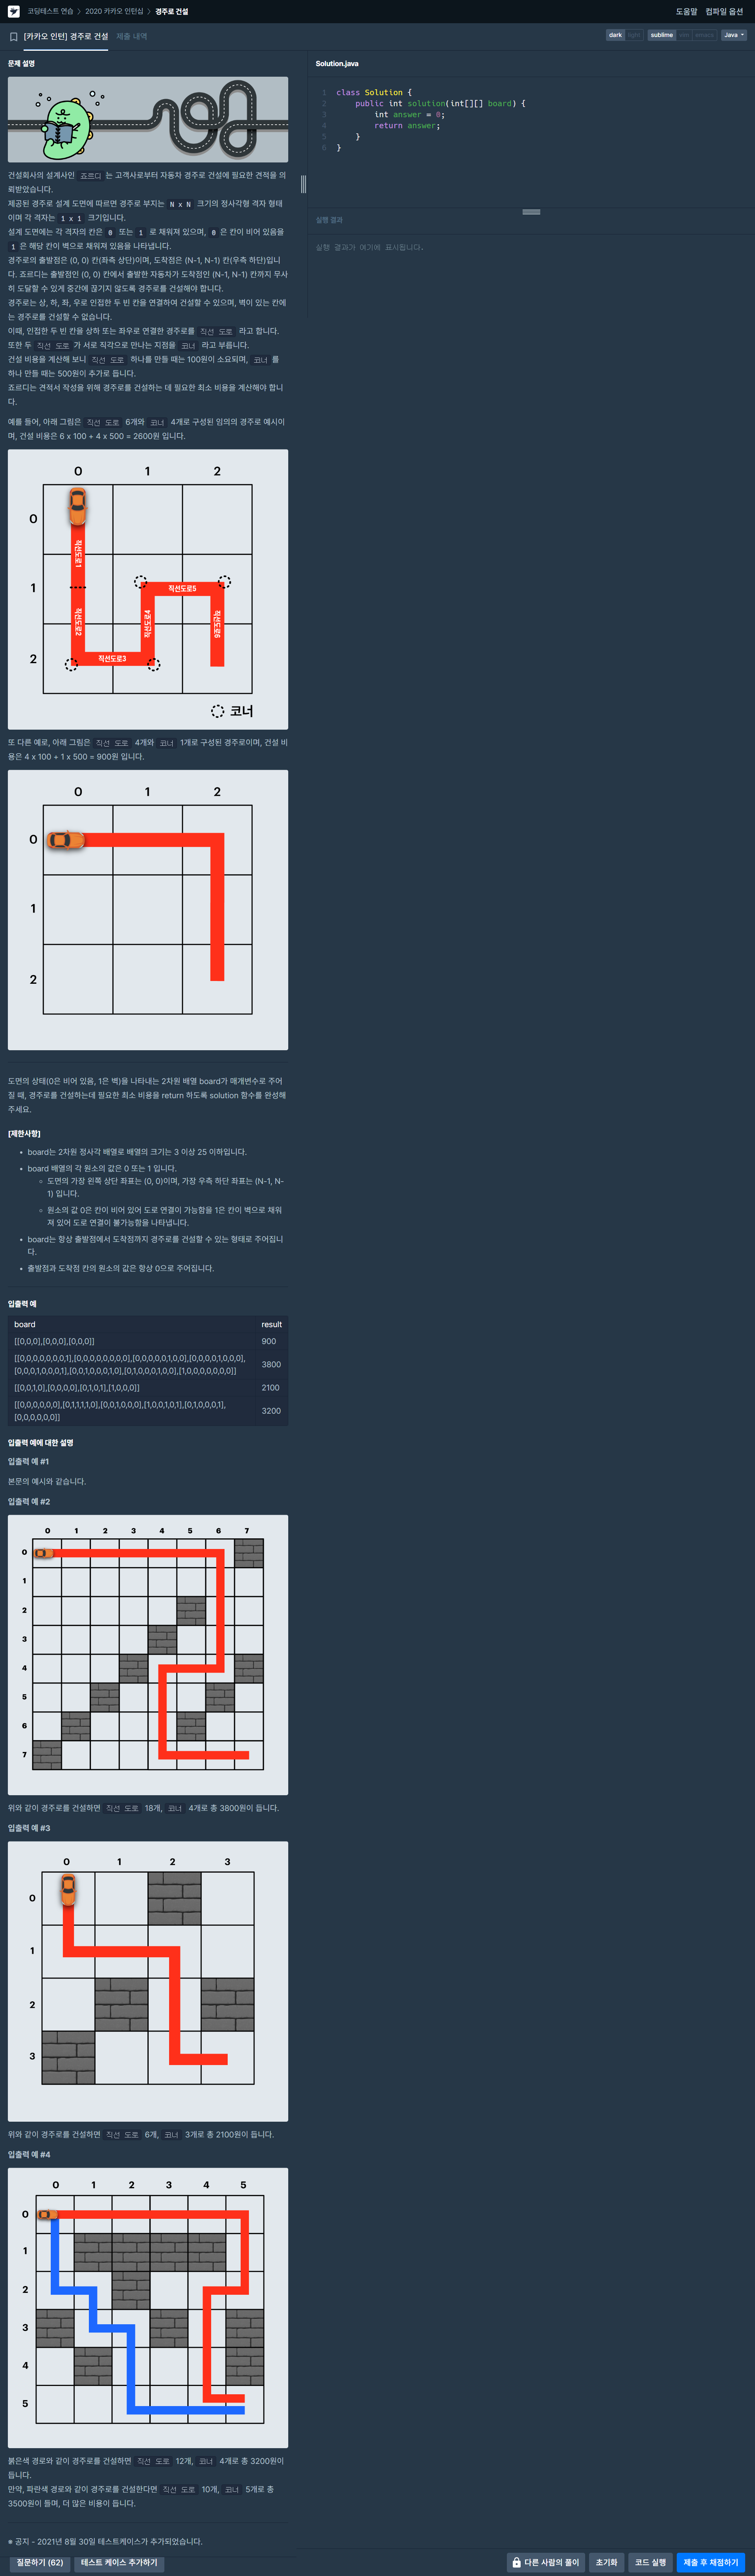 코딩테스트 연습 〉 2020 카카오 인턴십 〉 경주로 건설
도움말 컴파일 옵션
[카카오 인턴] 경주로 건설 제출 내역
dark light sublime vim emacs Java
문제 설명
건설회사의 설계사인 죠르디 는 고객사로부터 자동차 경주로 건설에 필요한 견적을 의
뢰받았습니다.
제공된 경주로 설계 도면에 따르면 경주로 부지는 N x N 크기의 정사각형 격자 형태
이며 각 격자는 1 x 1 크기입니다.
설계 도면에는 각 격자의 칸은 0 또는 1 로 채워져 있으며, 0 은 칸이 비어 있음을
1 은 해당 칸이 벽으로 채워져 있음을 나타냅니다.
경주로의 출발점은 (0, 0) 칸(좌측 상단)이며, 도착점은 (N-1, N-1) 칸(우측 하단)입니
다. 죠르디는 출발점인 (0, 0) 칸에서 출발한 자동차가 도착점인 (N-1, N-1) 칸까지 무사
히 도달할 수 있게 중간에 끊기지 않도록 경주로를 건설해야 합니다.
경주로는 상, 하, 좌, 우로 인접한 두 빈 칸을 연결하여 건설할 수 있으며, 벽이 있는 칸에
는 경주로를 건설할 수 없습니다.
이때, 인접한 두 빈 칸을 상하 또는 좌우로 연결한 경주로를 직선 도로 라고 합니다.
또한 두 직선 도로 가 서로 직각으로 만나는 지점을 코너 라고 부릅니다.
건설 비용을 계산해 보니 직선 도로 하나를 만들 때는 100원이 소요되며, 코너 를
하나 만들 때는 500원이 추가로 듭니다.
죠르디는 견적서 작성을 위해 경주로를 건설하는 데 필요한 최소 비용을 계산해야 합니
다.
예를 들어, 아래 그림은 직선 도로 6개와 코너 4개로 구성된 임의의 경주로 예시이
며, 건설 비용은 6 x 100 + 4 x 500 = 2600원 입니다.
0 1 2
0
직선도로1
1
직선도로5
직선도로2
직선도로4
직선도로6
2
직선도로3
코너
또 다른 예로, 아래 그림은 직선 도로 4개와 코너 1개로 구성된 경주로이며, 건설 비
용은 4 x 100 + 1 x 500 = 900원 입니다.
0 1 2
0
1
2
도면의 상태(0은 비어 있음, 1은 벽)을 나타내는 2차원 배열 board가 매개변수로 주어
질 때, 경주로를 건설하는데 필요한 최소 비용을 return 하도록 solution 함수를 완성해
주세요.
[제한사항]
• board는 2차원 정사각 배열로 배열의 크기는 3 이상 25 이하입니다.
• board 배열의 각 원소의 값은 0 또는 1 입니다.
◦ 도면의 가장 왼쪽 상단 좌표는 (0, 0)이며, 가장 우측 하단 좌표는 (N-1, N-
1) 입니다.
◦ 원소의 값 0은 칸이 비어 있어 도로 연결이 가능함을 1은 칸이 벽으로 채워
져 있어 도로 연결이 불가능함을 나타냅니다.
• board는 항상 출발점에서 도착점까지 경주로를 건설할 수 있는 형태로 주어집니
다.
• 출발점과 도착점 칸의 원소의 값은 항상 0으로 주어집니다.
입출력 예
board result
[[0,0,0],[0,0,0],[0,0,0]] 900
[[0,0,0,0,0,0,0,1],[0,0,0,0,0,0,0,0],[0,0,0,0,0,1,0,0],[0,0,0,0,1,0,0,0],
[0,0,0,1,0,0,0,1],[0,0,1,0,0,0,1,0],[0,1,0,0,0,1,0,0],[1,0,0,0,0,0,0,0]] 3800
[[0,0,1,0],[0,0,0,0],[0,1,0,1],[1,0,0,0]] 2100
[[0,0,0,0,0,0],[0,1,1,1,1,0],[0,0,1,0,0,0],[1,0,0,1,0,1],[0,1,0,0,0,1],
[0,0,0,0,0,0]] 3200
입출력 예에 대한 설명
입출력 예 #1
본문의 예시와 같습니다.
입출력 예 #2
0 1 2 3 4 5 6 7
0
1
2
3
4
5
6
7
위와 같이 경주로를 건설하면 직선 도로 18개, 코너 4개로 총 3800원이 듭니다.
입출력 예 #3
0 1 2 3
0
1
2
3
위와 같이 경주로를 건설하면 직선 도로 6개, 코너 3개로 총 2100원이 듭니다.
입출력 예 #4
0 1 2 3 4 5
0
1
2
3
4
5
붉은색 경로와 같이 경주로를 건설하면 직선 도로 12개, 코너 4개로 총 3200원이
듭니다.
만약, 파란색 경로와 같이 경주로를 건설한다면 직선 도로 10개, 코너 5개로 총
3500원이 들며, 더 많은 비용이 듭니다.
※ 공지 - 2021년 8월 30일 테스트케이스가 추가되었습니다.
Solution.java
1 class Solution {
2 public int solution(int[][] board) {
3 int answer = 0;
4 return answer;
5 }
6 }
실행 결과
실행 결과가 여기에 표시됩니다.
질문하기 (62) 테스트 케이스 추가하기
다른 사람의 풀이 초기화 코드 실행 제출 후 채점하기